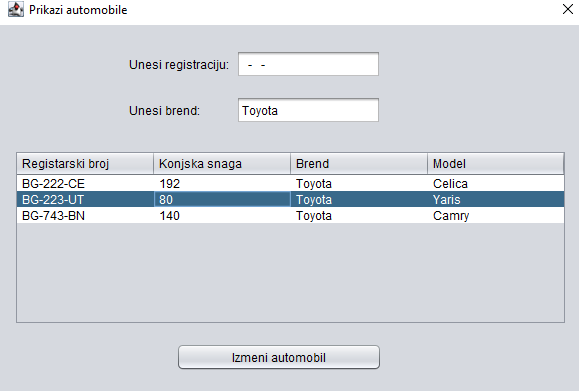 Prikazi automobile
Unesi registraciju: - -
Unesi brend: Toyota
Registarski broj Konjska snaga Brend Model
BG-222-CE 192 Toyota Celica
BG-223-UT 80 Toyota Yaris
BG-743-BN 140 Toyota Camry
Izmeni automobil